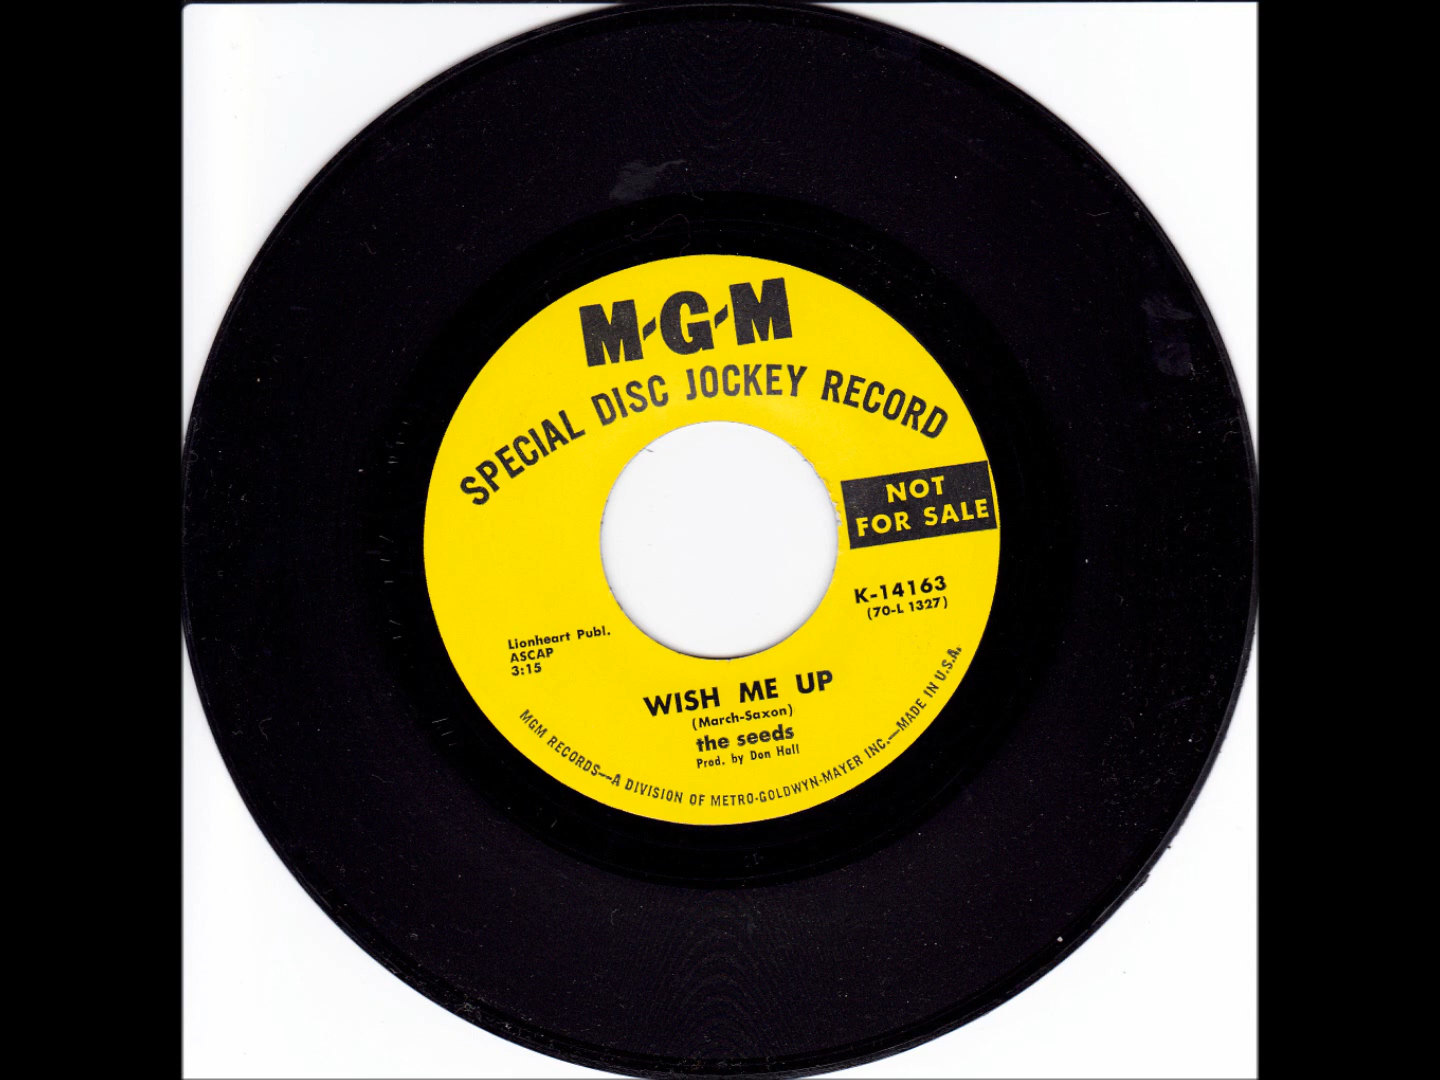 M-G-M
SPECIAL DISC JOCKEY RECORD
NOT
FOR SALE
K-14163
(70-L 1327)
Lionheart Publ.
ASCAP
3:15
WISH ME UP
(March-Saxon)
the seeds
Prod. by Don Hall
MGM RECORDS—A DIVISION OF METRO-GOLDWYN-MAYER INC.—MADE IN U.S.A.